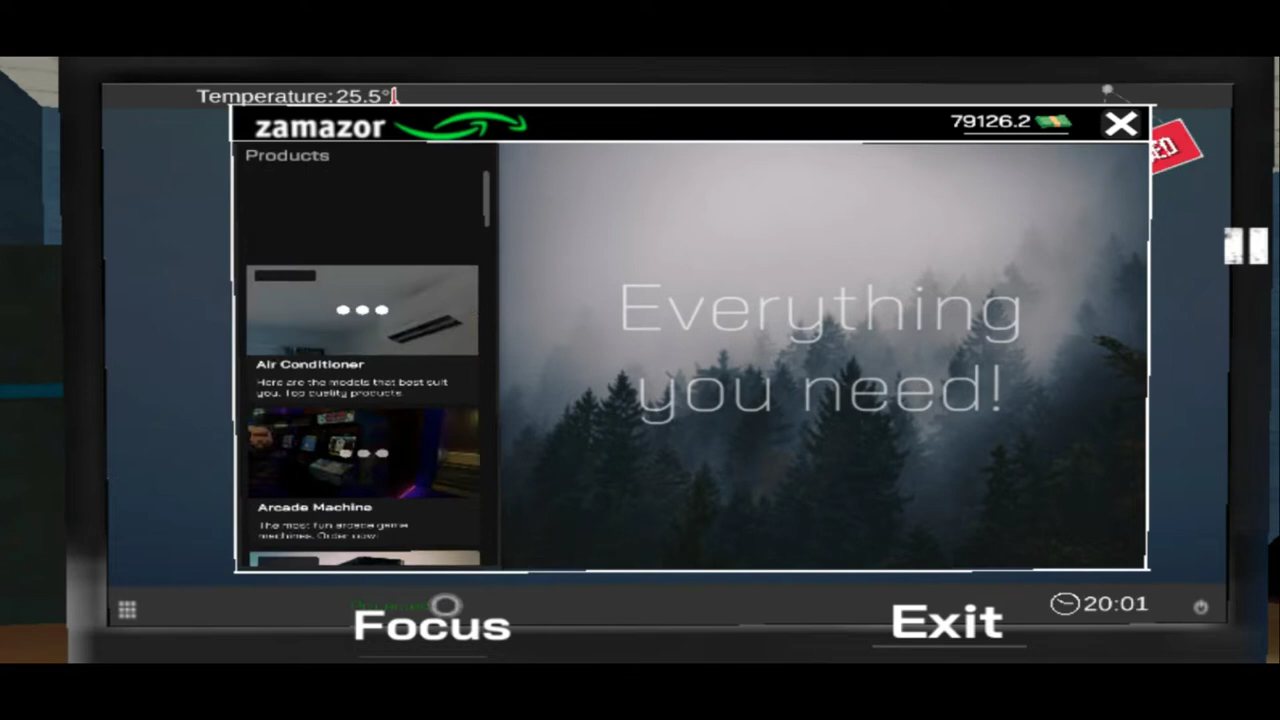 Temperature: 25.5°
zamazor
79126.2
Products
Everything
you need!
Air Conditioner
Here are the models that best suit
you. Top quality products.
Arcade Machine
The most fun arcade game
machines. Order now!
20:01
Focus
Exit